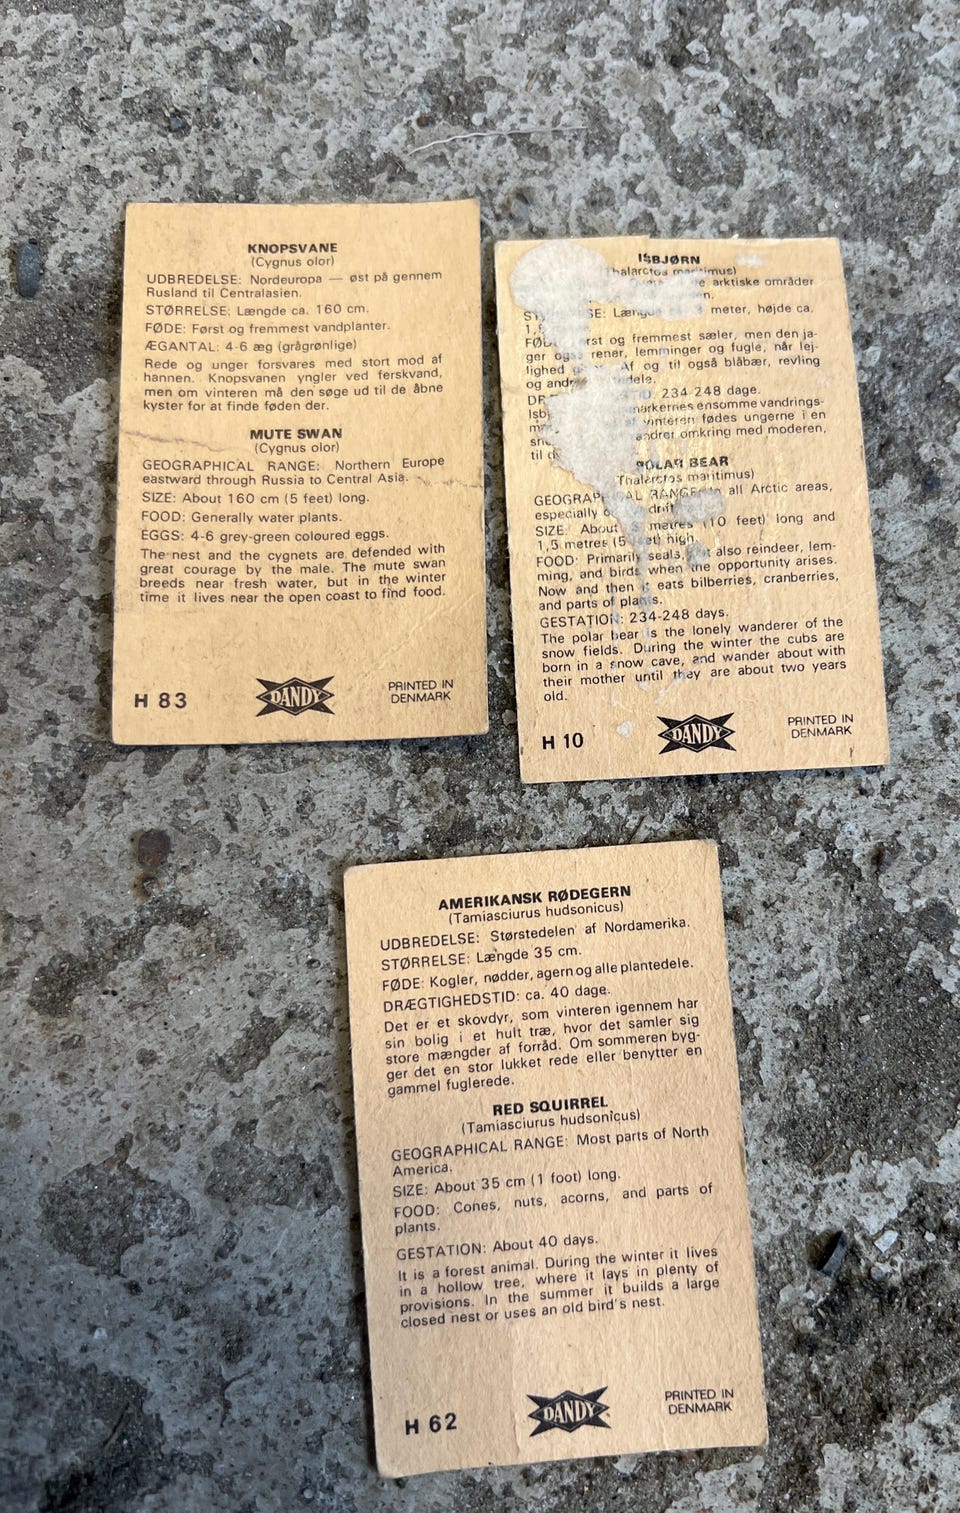 KNOPSVANE
(Cygnus olor)
UDBREDELSE: Nordeuropa — øst på gennem
Rusland til Centralasien.
STØRRELSE: Længde ca. 160 cm.
FØDE: Først og fremmest vandplanter.
ÆGANTAL: 4-6 æg (grågrønlige)
Rede og unger forsvares med stort mod af
hannen. Knopsvanen yngler ved ferskvand,
men om vinteren må den søge ud til de åbne
kyster for at finde føden der.
MUTE SWAN
(Cygnus olor)
GEOGRAPHICAL RANGE: Northern Europe
eastward through Russia to Central Asia.
SIZE: About 160 cm (5 feet) long.
FOOD: Generally water plants.
EGGS: 4-6 grey-green coloured eggs.
The nest and the cygnets are defended with
great courage by the male. The mute swan
breeds near fresh water, but in the winter
time it lives near the open coast to find food.
H 83
DANDY
PRINTED IN
DENMARK
ISBJØRN
(Thalarctos maritimus)
arktiske områder
meter, højde ca.
og fremmest sæler, men den ja-
ger rener, lemminger og fugle, når lej-
lighed Af og til også blåbær, revling
og
234-248 dage.
ensomme vandrings-
vinteren fødes ungerne i en
omkring med moderen,
til
POLAR BEAR
Thalarctos maritimus)
GEOGRAPHICAL RANGE: all Arctic areas,
especially
SIZE: About 3 metres (10 feet) long and
1,5 metres (5 feet) high.
FOOD: Primarily seals, but also reindeer, lem-
ming, and birds when the opportunity arises.
Now and then it eats bilberries, cranberries,
and parts of plants.
GESTATION: 234-248 days.
The polar bear is the lonely wanderer of the
snow fields. During the winter the cubs are
born in a snow cave, and wander about with
their mother until they are about two years
old.
H 10
DANDY
PRINTED IN
DENMARK
AMERIKANSK RØDEGERN
(Tamiasciurus hudsonicus)
UDBREDELSE: Størstedelen af Nordamerika.
STØRRELSE: Længde 35 cm.
FØDE: Kogler, nødder, agern og alle plantedele.
DRÆGTIGHEDSTID: ca. 40 dage.
Det er et skovdyr, som vinteren igennem har
sin bolig i et hult træ, hvor det samler sig
store mængder af forråd. Om sommeren byg-
ger det en stor lukket rede eller benytter en
gammel fuglerede.
RED SQUIRREL
(Tamiasciurus hudsonicus)
GEOGRAPHICAL RANGE: Most parts of North
America.
SIZE: About 35 cm (1 foot) long.
FOOD: Cones, nuts, acorns, and parts of
plants.
GESTATION: About 40 days.
It is a forest animal. During the winter it lives
in a hollow tree, where it lays in plenty of
provisions. In the summer it builds a large
closed nest or uses an old bird's nest.
H 62
DANDY
PRINTED IN
DENMARK